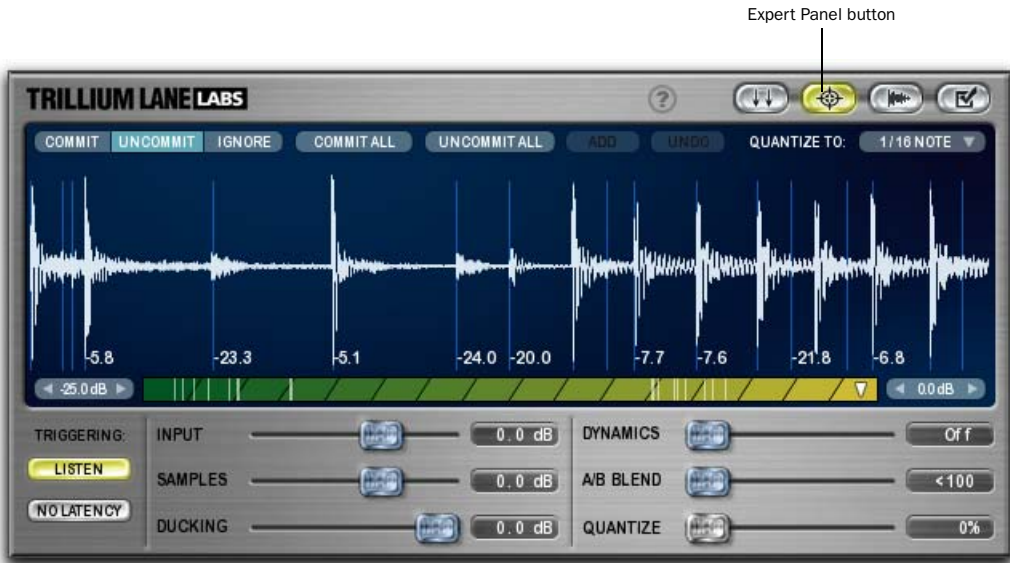 Expert Panel button
TRILLIUM LANE LABS
?
COMMIT UNCOMMIT IGNORE COMMIT ALL UNCOMMIT ALL ADD UNDO QUANTIZE TO: 1/16 NOTE
-5.8 -23.3 -5.1 -24.0 -20.0 -7.7 -7.6 -21.8 -6.8
-25.0 dB 0.0 dB
TRIGGERING: INPUT 0.0 dB DYNAMICS Off
LISTEN SAMPLES 0.0 dB A/B BLEND <100
NO LATENCY DUCKING 0.0 dB QUANTIZE 0%